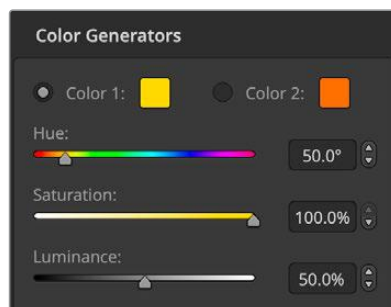 Color Generators
Color 1: Color 2:
Hue:
50.0°
Saturation:
100.0%
Luminance:
50.0%